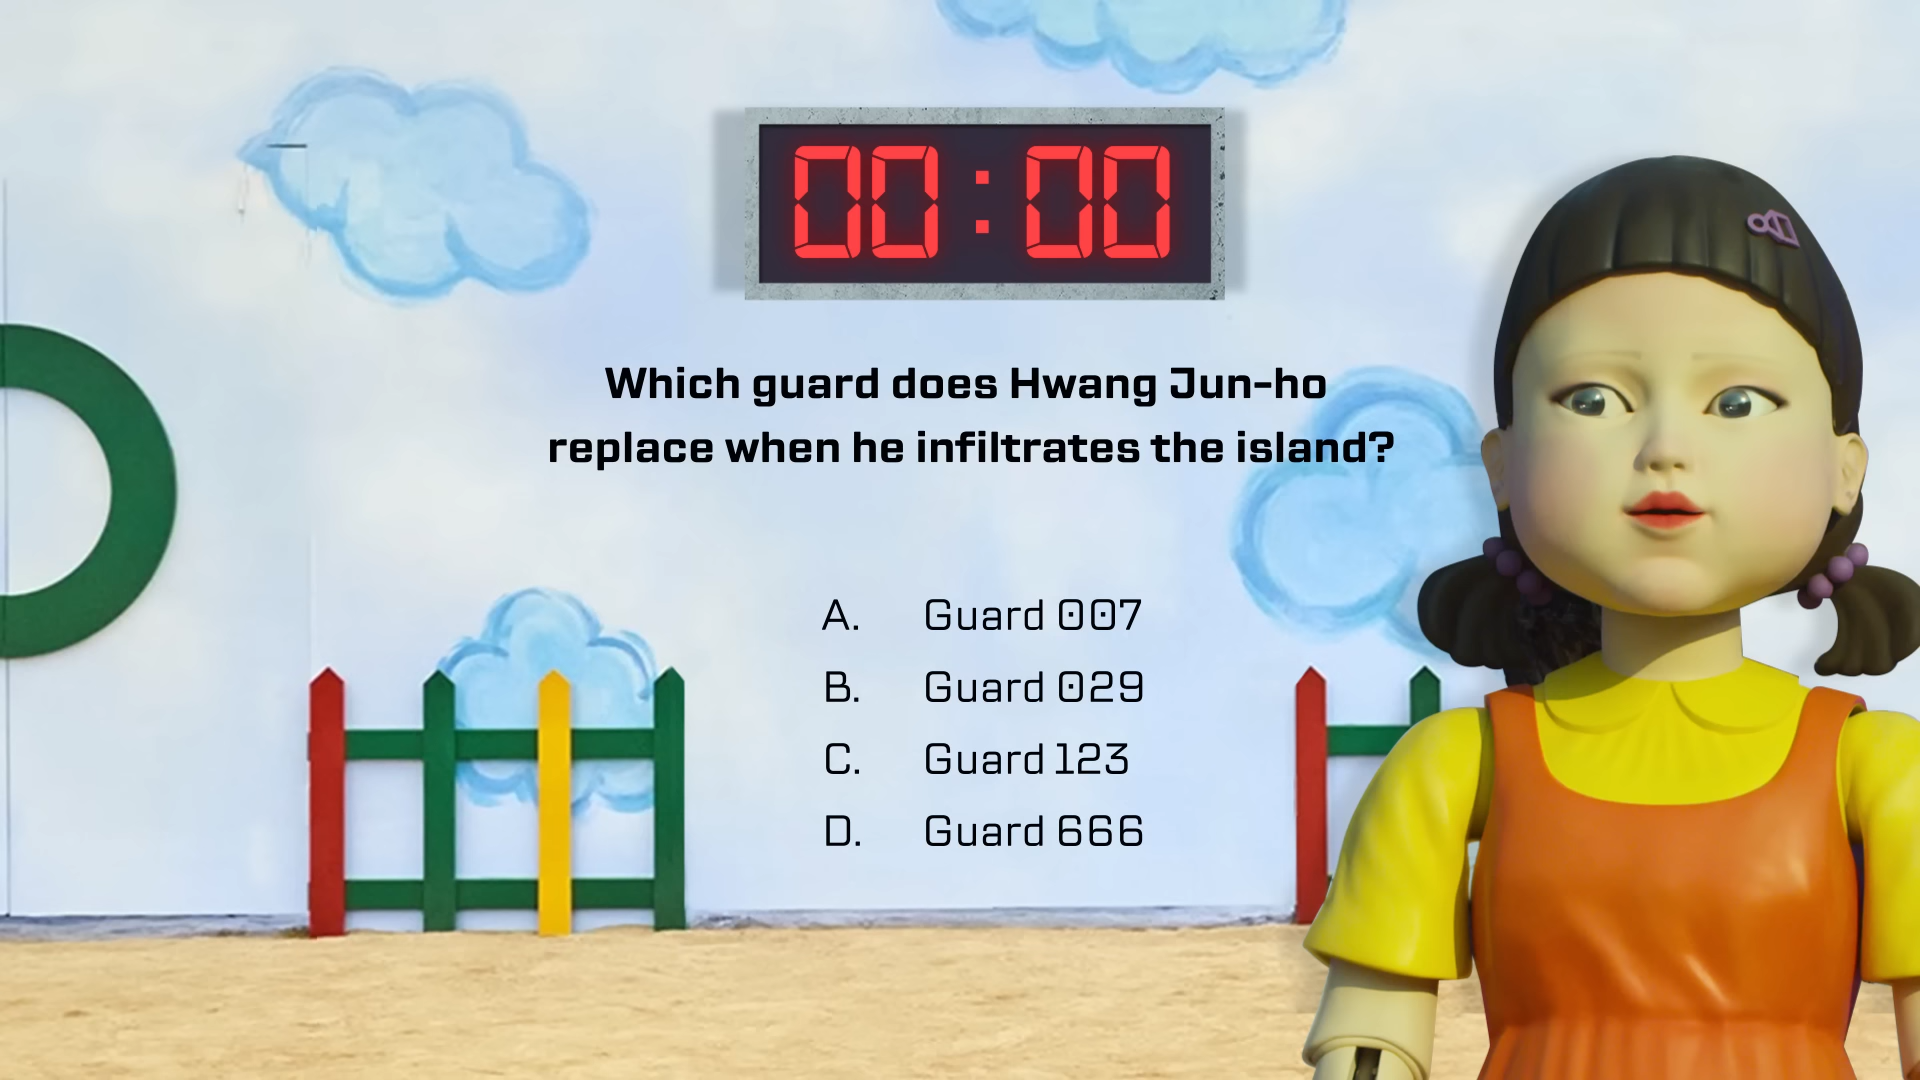 00:00
Which guard does Hwang Jun-ho
replace when he infiltrates the island?
A. Guard 007
B. Guard 029
C. Guard 123
D. Guard 666